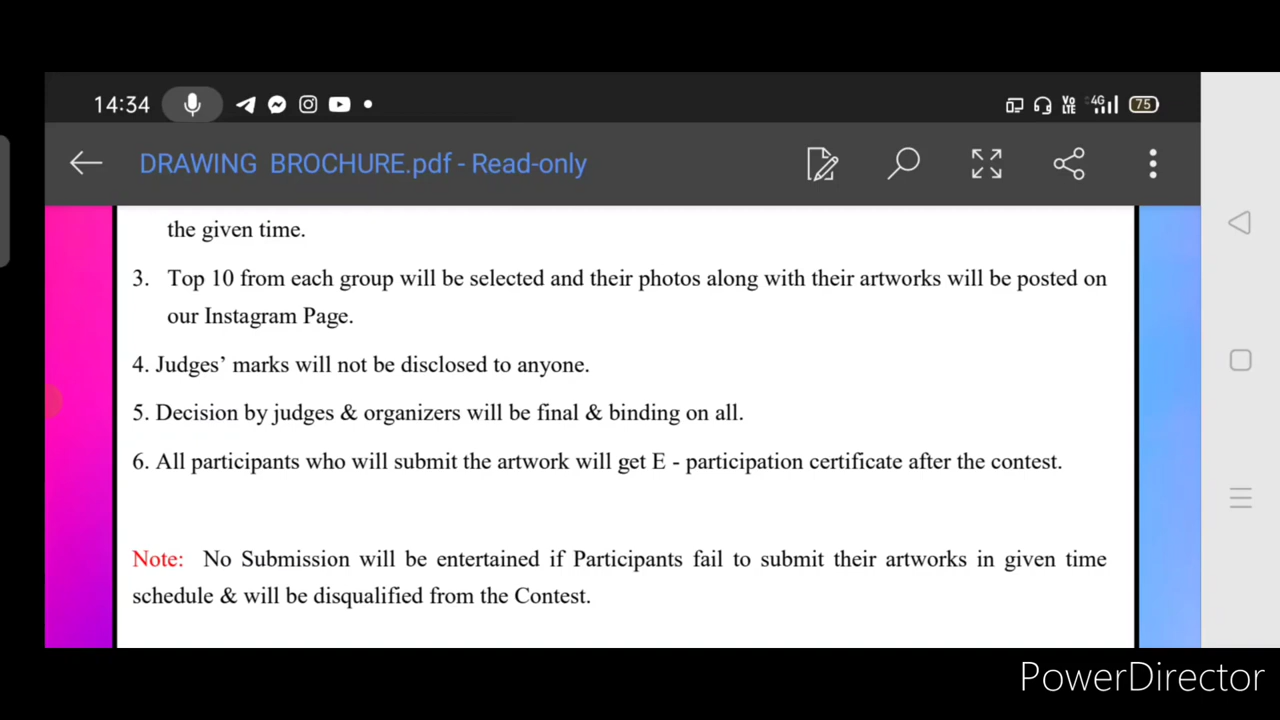 14:34
Vo LTE 4G 75
DRAWING BROCHURE.pdf - Read-only
the given time.
3. Top 10 from each group will be selected and their photos along with their artworks will be posted on
our Instagram Page.
4. Judges’ marks will not be disclosed to anyone.
5. Decision by judges & organizers will be final & binding on all.
6. All participants who will submit the artwork will get E - participation certificate after the contest.
Note: No Submission will be entertained if Participants fail to submit their artworks in given time
schedule & will be disqualified from the Contest.
PowerDirector